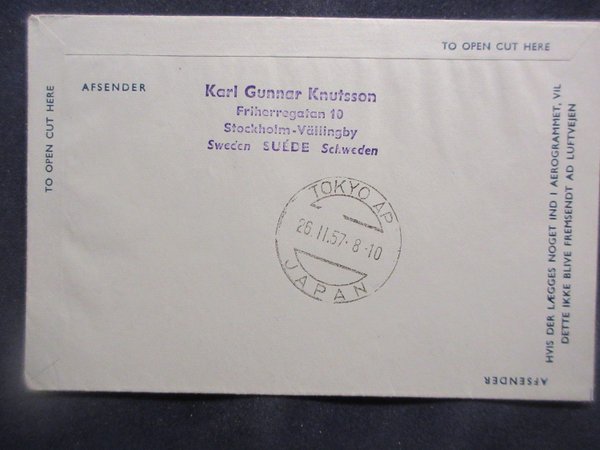 TO OPEN CUT HERE
TO OPEN CUT HERE
AFSENDER
Karl Gunnar Knutsson
Friherregatan 10
Stockholm-Vällingby
Sweden SUÉDE Schweden
TOKYO AP
26.II.57.8-10
JAPAN
HVIS DER LÆGGES NOGET IND I AEROGRAMMET, VIL
DETTE IKKE BLIVE FREMSENDT AD LUFTVEJEN
AFSENDER